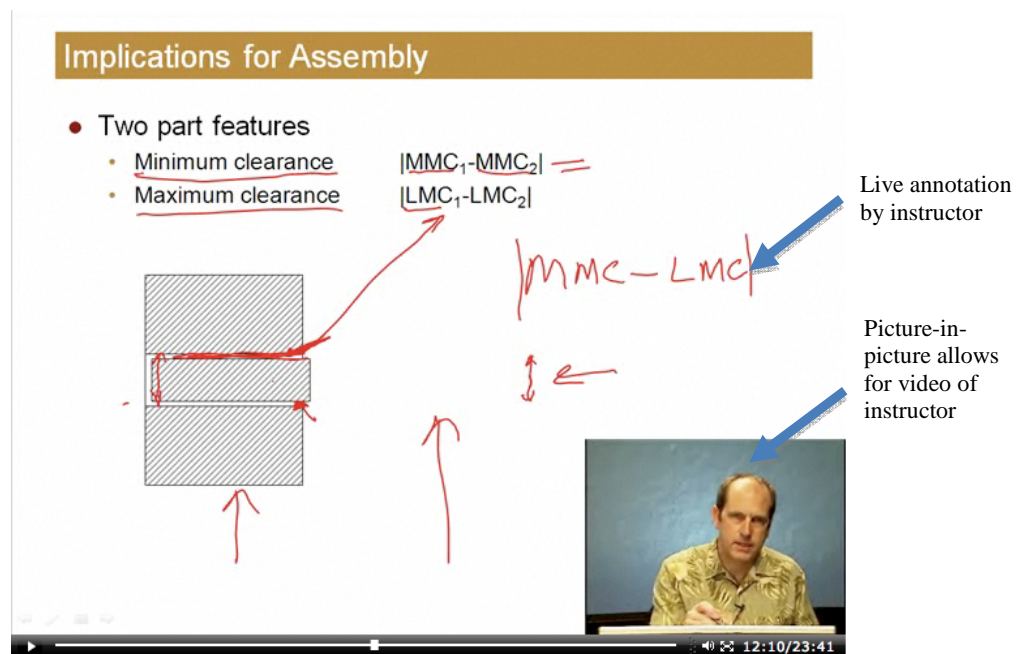 Implications for Assembly
• Two part features
• Minimum clearance |MMC₁-MMC₂|
• Maximum clearance |LMC₁-LMC₂|
|MMC-LMC|
Live annotation
by instructor
Picture-in-
picture allows
for video of
instructor
12:10/23:41